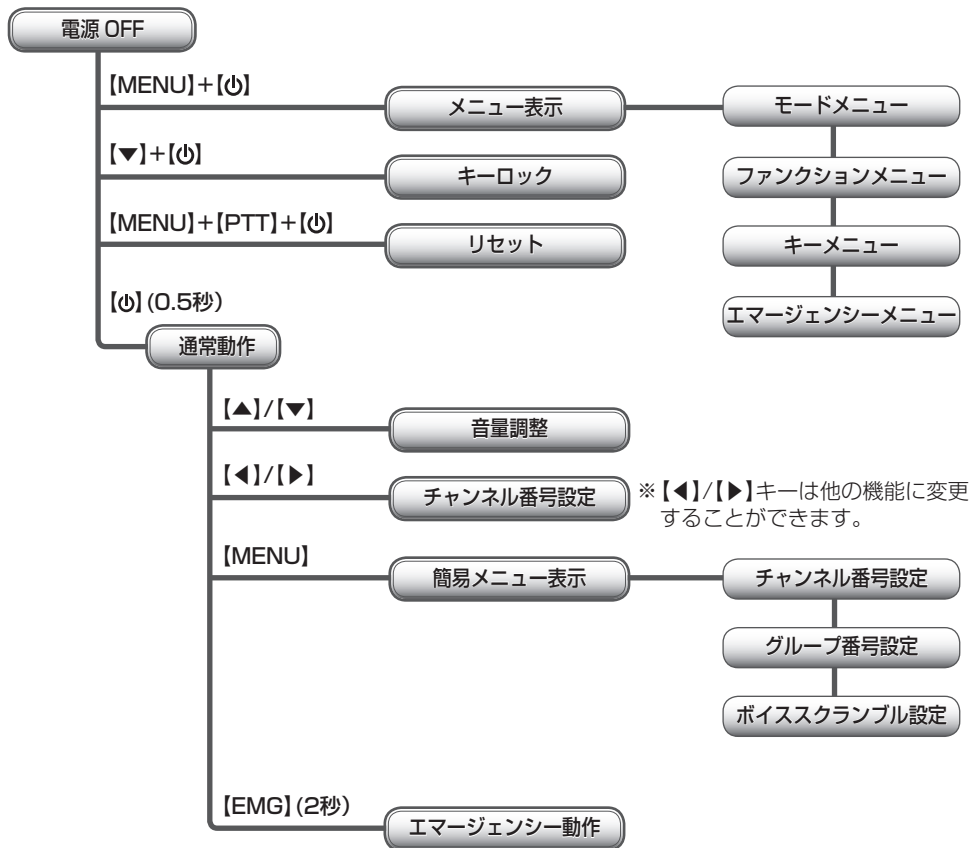 電源 OFF
【MENU】+【⏻】
メニュー表示
モードメニュー
【▼】+【⏻】
キーロック
ファンクションメニュー
【MENU】+【PTT】+【⏻】
リセット
キーメニュー
【⏻】(0.5秒)
エマージェンシーメニュー
通常動作
【▲】/【▼】
音量調整
【◀】/【▶】
チャンネル番号設定
※【◀】/【▶】キーは他の機能に変更
することができます。
【MENU】
簡易メニュー表示
チャンネル番号設定
グループ番号設定
ボイススクランブル設定
【EMG】(2秒)
エマージェンシー動作